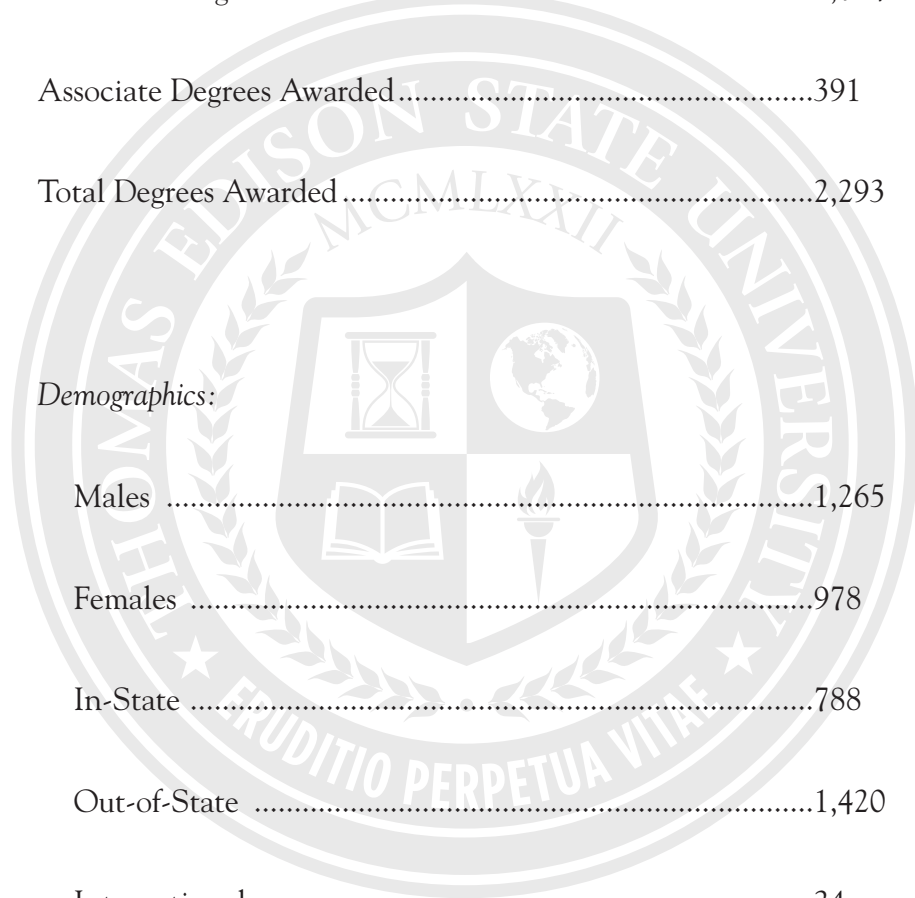 Associate Degrees Awarded....................................................391
Total Degrees Awarded...........................................................2,293
Demographics:
Males .................................................................................1,265
Females ..............................................................................978
In-State ..............................................................................788
Out-of-State ......................................................................1,420
THOMAS EDISON STATE UNIVERSITY
MCMLXXII
ERUDITIO PERPETUA VITAE